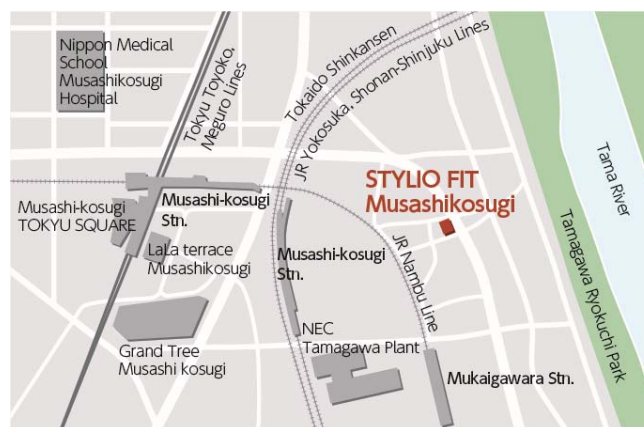 Nippon Medical
School
Musashikosugi
Hospital
Tokyu Toyoko,
Meguro Lines
Tokaido Shinkansen
JR Yokosuka, Shonan-Shinjuku Lines
STYLIO FIT
Musashikosugi
Tama River
Tamagawa Ryokuchi Park
Musashi-kosugi
Stn.
Musashi-kosugi
TOKYU SQUARE
LaLa terrace
Musashikosugi
Musashi-kosugi
Stn.
JR Nambu Line
Grand Tree
Musashi kosugi
NEC
Tamagawa Plant
Mukaigawara Stn.